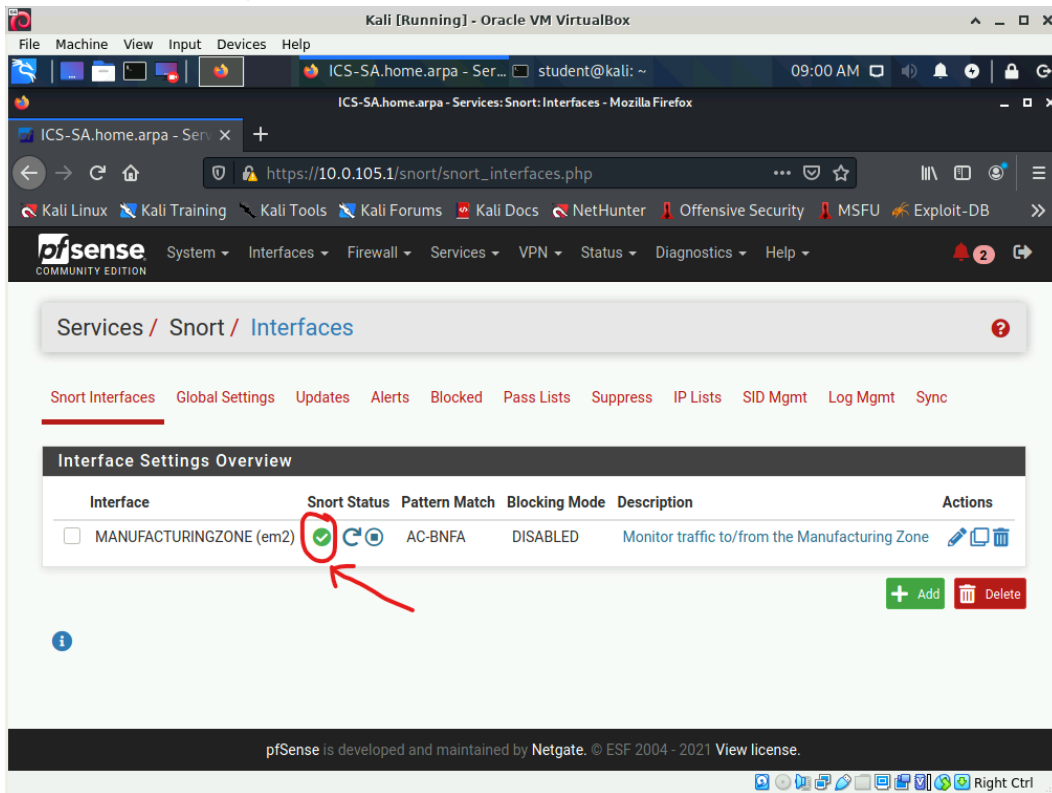 Kali [Running] - Oracle VM VirtualBox
File Machine View Input Devices Help
ICS-SA.home.arpa - Ser... student@kali: ~ 09:00 AM
ICS-SA.home.arpa - Services: Snort: Interfaces - Mozilla Firefox
ICS-SA.home.arpa - Serv
https://10.0.105.1/snort/snort_interfaces.php
Kali Linux Kali Training Kali Tools Kali Forums Kali Docs NetHunter Offensive Security MSFU Exploit-DB
pfsense System Interfaces Firewall Services VPN Status Diagnostics Help 2
COMMUNITY EDITION
Services / Snort / Interfaces
Snort Interfaces Global Settings Updates Alerts Blocked Pass Lists Suppress IP Lists SID Mgmt Log Mgmt Sync
Interface Settings Overview
Interface Snort Status Pattern Match Blocking Mode Description Actions
MANUFACTURINGZONE (em2) AC-BNFA DISABLED Monitor traffic to/from the Manufacturing Zone
Add Delete
pfSense is developed and maintained by Netgate. © ESF 2004 - 2021 View license.
Right Ctrl